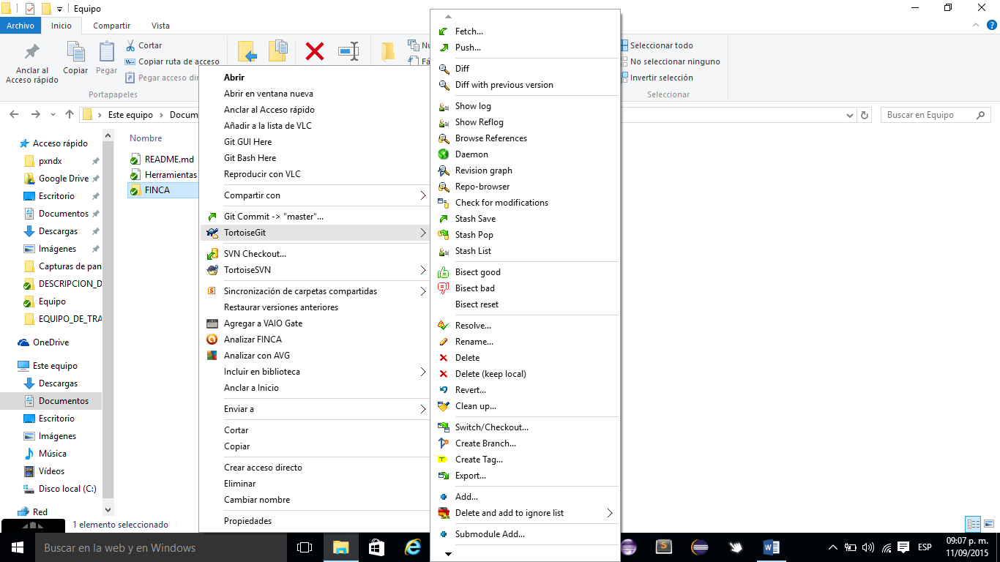 Equipo
Archivo
Inicio
Compartir
Vista
Anclar al
Acceso rápido
Copiar
Pegar
Cortar
Copiar ruta de acceso
Pegar acceso dir
Portapapeles
Nu
Fá
Seleccionar todo
No seleccionar ninguno
Invertir selección
Seleccionar
Este equipo
Docum
Buscar en Equipo
Acceso rápido
pxndx
Google Drive
Escritorio
Documentos
Descargas
Imágenes
Capturas de pan
DESCRIPCION_D
Equipo
EQUIPO_DE_TRA
OneDrive
Este equipo
Descargas
Documentos
Escritorio
Imágenes
Música
Vídeos
Disco local (C:)
Red
Nombre
README.md
Herramientas
FINCA
1 elemento seleccionado
Abrir
Abrir en ventana nueva
Anclar al Acceso rápido
Añadir a la lista de VLC
Git GUI Here
Git Bash Here
Reproducir con VLC
Compartir con
Git Commit -> "master"...
TortoiseGit
SVN Checkout...
TortoiseSVN
Sincronización de carpetas compartidas
Restaurar versiones anteriores
Agregar a VAIO Gate
Analizar FINCA
Analizar con AVG
Incluir en biblioteca
Anclar a Inicio
Enviar a
Cortar
Copiar
Crear acceso directo
Eliminar
Cambiar nombre
Propiedades
Fetch...
Push...
Diff
Diff with previous version
Show log
Show Reflog
Browse References
Daemon
Revision graph
Repo-browser
Check for modifications
Stash Save
Stash Pop
Stash List
Bisect good
Bisect bad
Bisect reset
Resolve...
Rename...
Delete
Delete (keep local)
Revert...
Clean up...
Switch/Checkout...
Create Branch...
Create Tag...
Export...
Add...
Delete and add to ignore list
Submodule Add...
Buscar en la web y en Windows
ESP
09:07 p. m.
11/09/2015